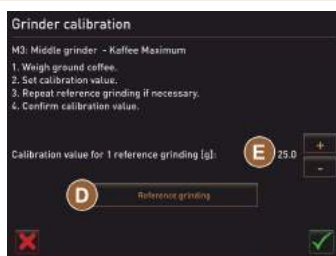 Grinder calibration
M3: Middle grinder - Kaffee Maximum
1. Weigh ground coffee.
2. Set calibration value.
3. Repeat reference grinding if necessary.
4. Confirm calibration value.
Calibration value for 1 reference grinding [g]: E 25.0 +
-
D Reference grinding